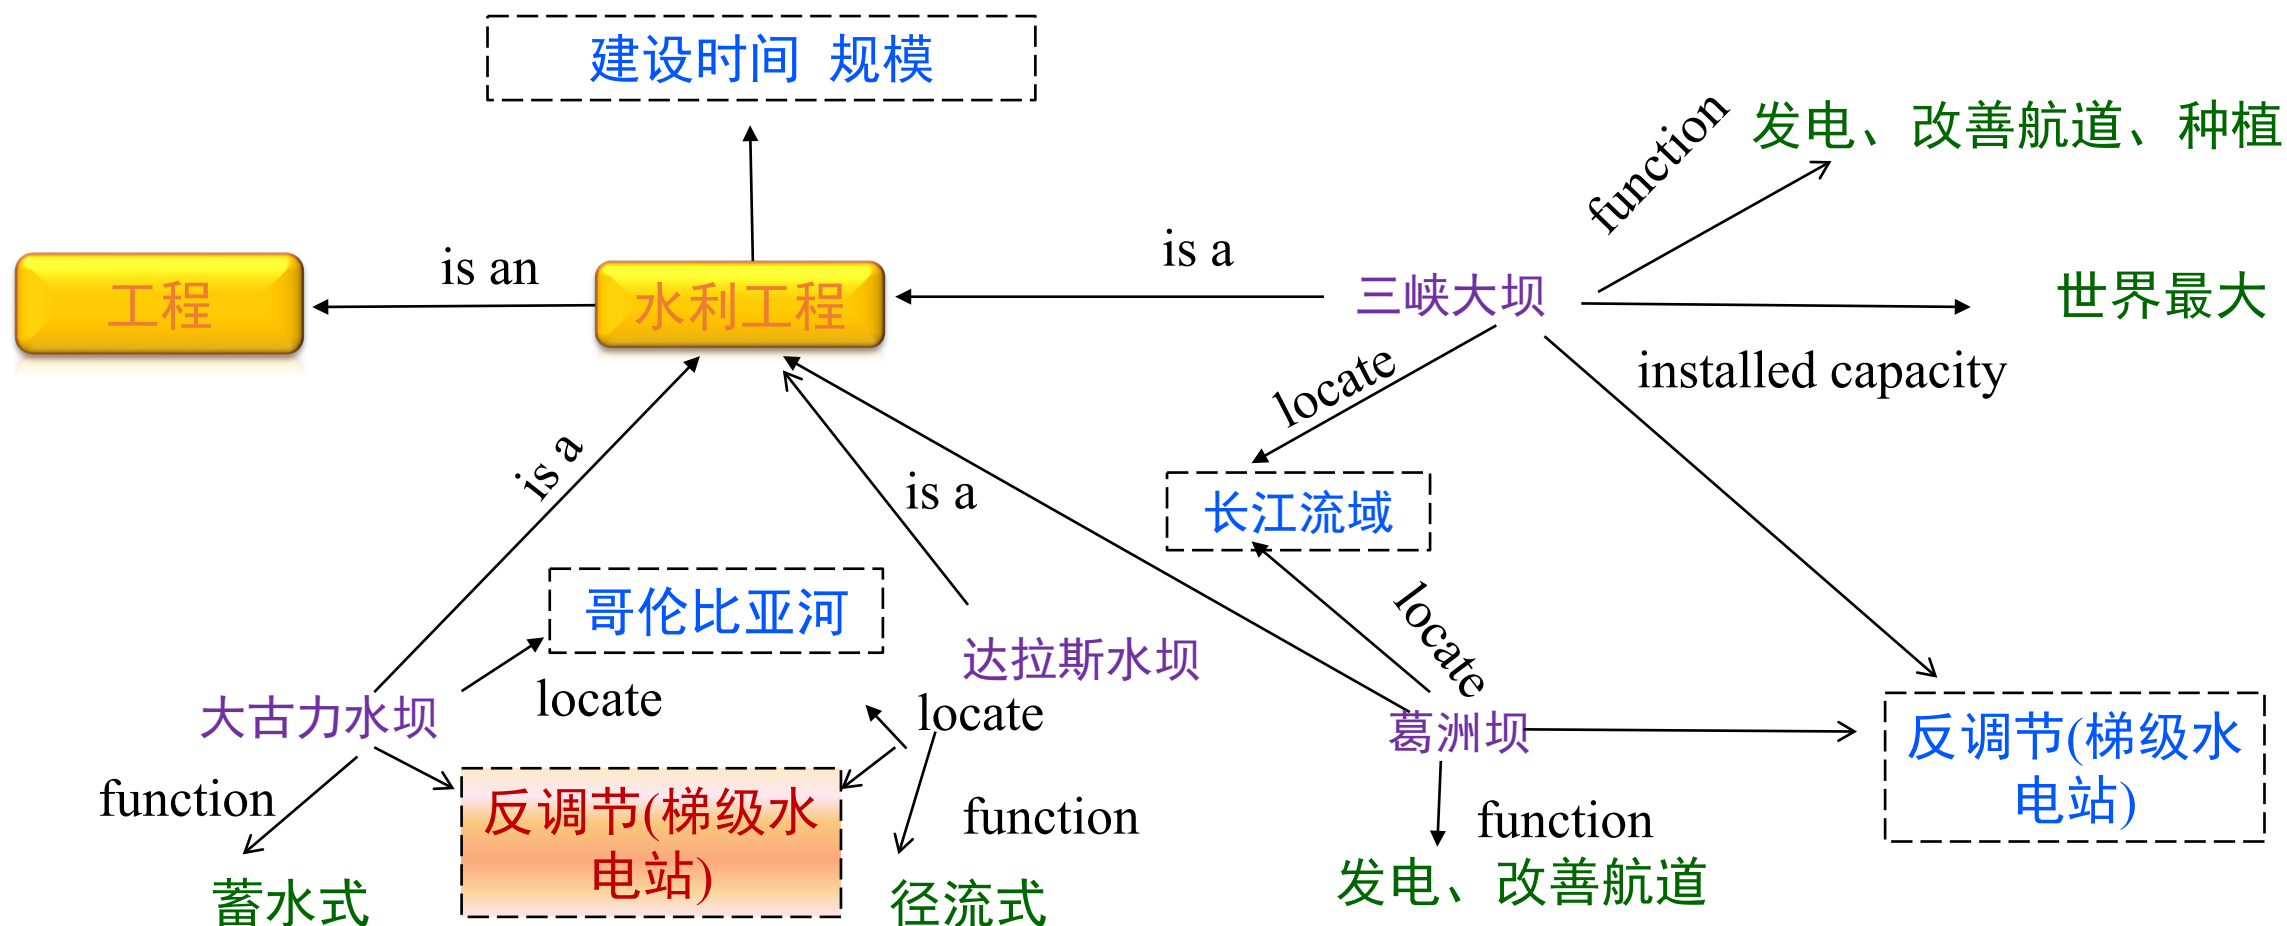 建设时间 规模
function
发电、改善航道、种植
工程
is an
水利工程
is a
三峡大坝
世界最大
installed capacity
locate
is a
is a
长江流域
哥伦比亚河
locate
达拉斯水坝
大古力水坝
locate
locate
葛洲坝
反调节(梯级水
电站)
function
反调节(梯级水
电站)
function
function
蓄水式
径流式
发电、改善航道